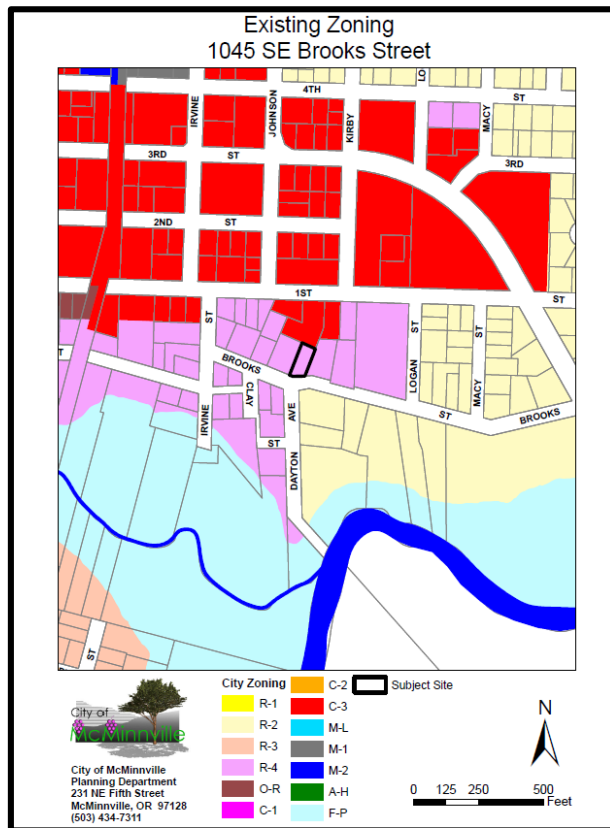 Existing Zoning
1045 SE Brooks Street
LO
4TH
ST
IRVINE
JOHNSON
KIRBY
MACY
3RD
ST
3RD
2ND
ST
1ST
ST
ST
BROOKS
ST
LOGAN
ST
MACY
ST
BROOKS
T
CLAY
AVE
IRVINE
ST
DAYTON
ST
City of
McMinnville
City of McMinnville
Planning Department
231 NE Fifth Street
McMinnville, OR 97128
(503) 434-7311
City Zoning
R-1
R-2
R-3
R-4
O-R
C-1
C-2
C-3
M-L
M-1
M-2
A-H
F-P
Subject Site
N
0 125 250 500
Feet